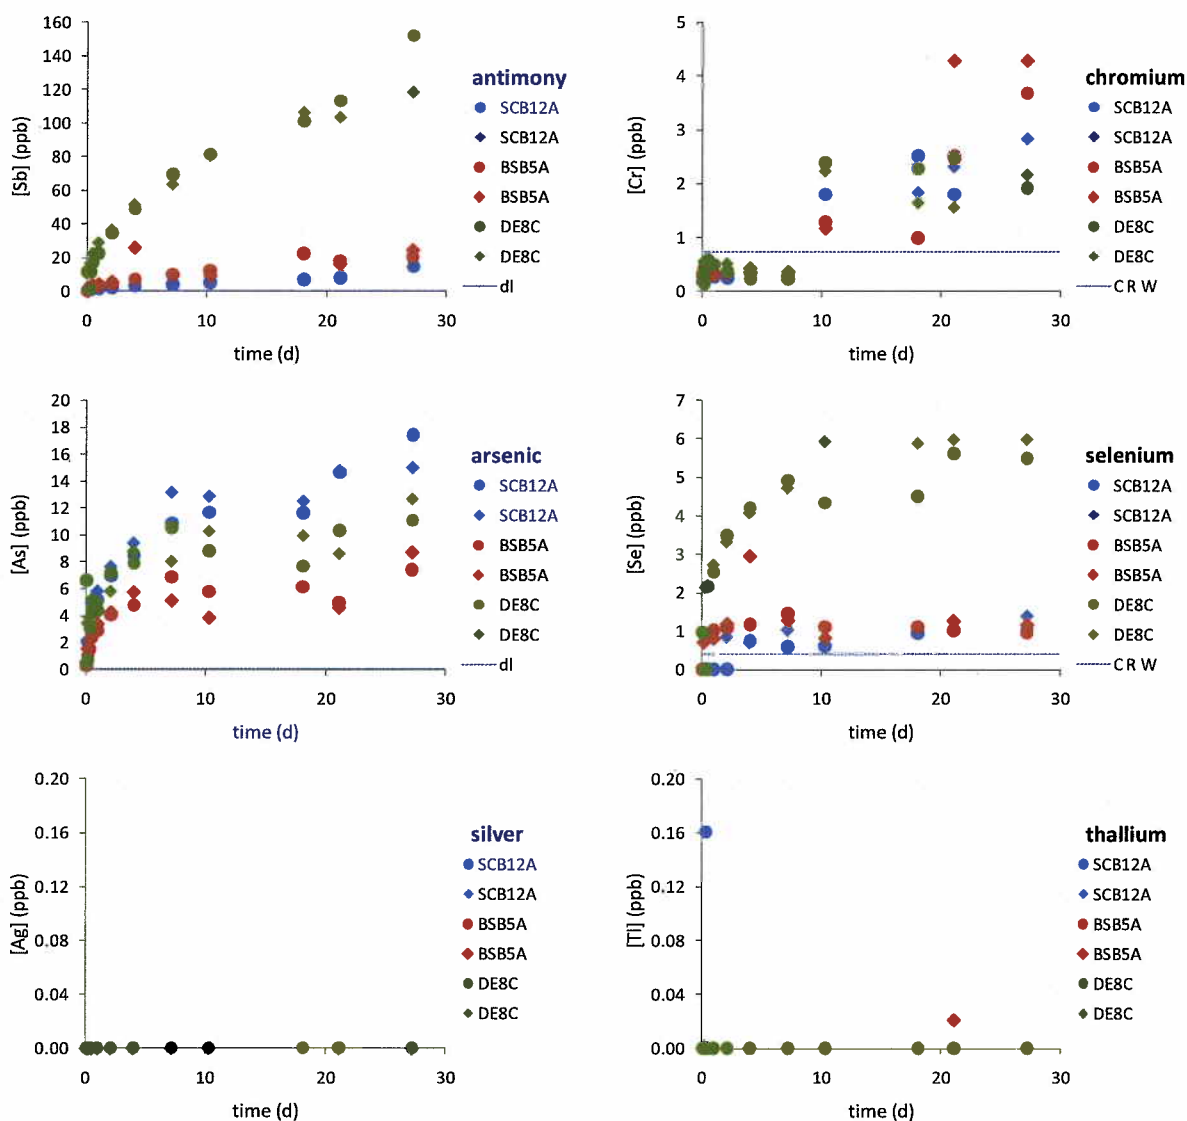 160
140
120
100
80
60
40
20
0
[Sb] (ppb)
0 10 20 30
time (d)
antimony
SCB12A
SCB12A
BSB5A
BSB5A
DE8C
DE8C
dI
5
4
3
2
1
0
[Cr] (ppb)
0 10 20 30
time (d)
chromium
SCB12A
SCB12A
BSB5A
BSB5A
DE8C
DE8C
C R W
20
18
16
14
12
10
8
6
4
2
0
[As] (ppb)
0 10 20 30
time (d)
arsenic
SCB12A
SCB12A
BSB5A
BSB5A
DE8C
DE8C
dI
7
6
5
4
3
2
1
0
[Se] (ppb)
0 10 20 30
time (d)
selenium
SCB12A
SCB12A
BSB5A
BSB5A
DE8C
DE8C
C R W
0.20
0.16
0.12
0.08
0.04
0.00
[Ag] (ppb)
0 10 20 30
time (d)
silver
SCB12A
SCB12A
BSB5A
BSB5A
DE8C
DE8C
0.20
0.16
0.12
0.08
0.04
0.00
[Tl] (ppb)
0 10 20 30
time (d)
thallium
SCB12A
SCB12A
BSB5A
BSB5A
DE8C
DE8C